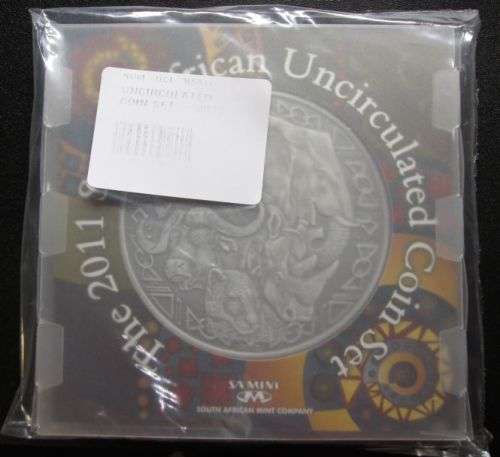 The 2011 S African Uncirculated Coin Set
UNCIRCULATED
COIN SET
SA MINT
SOUTH AFRICAN MINT COMPANY